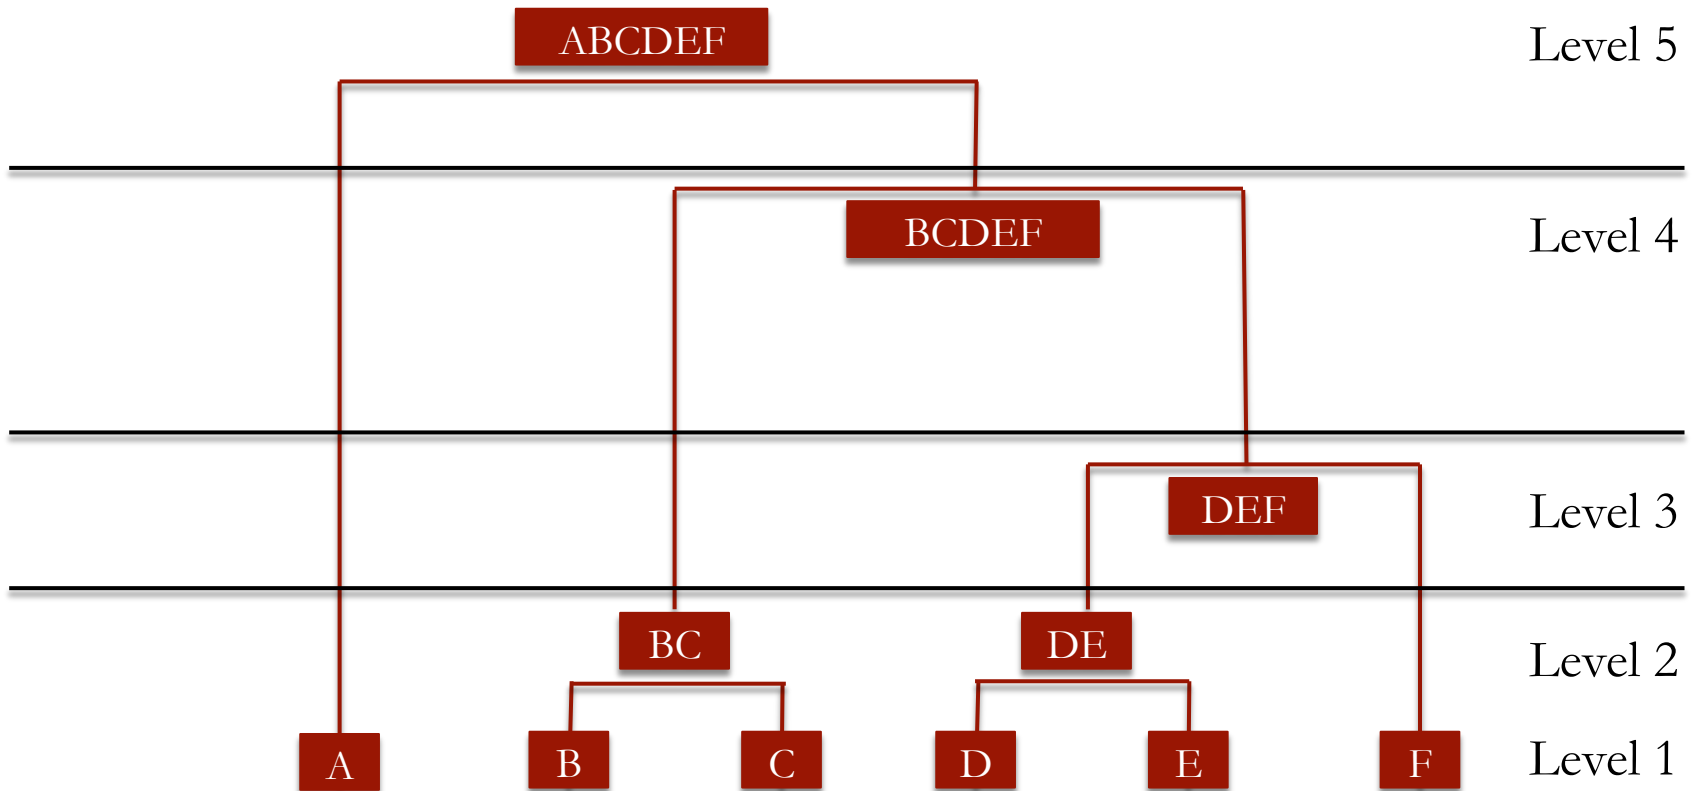 ABCDEF
Level 5
BCDEF
Level 4
DEF
Level 3
BC
DE
Level 2
A
B
C
D
E
F
Level 1